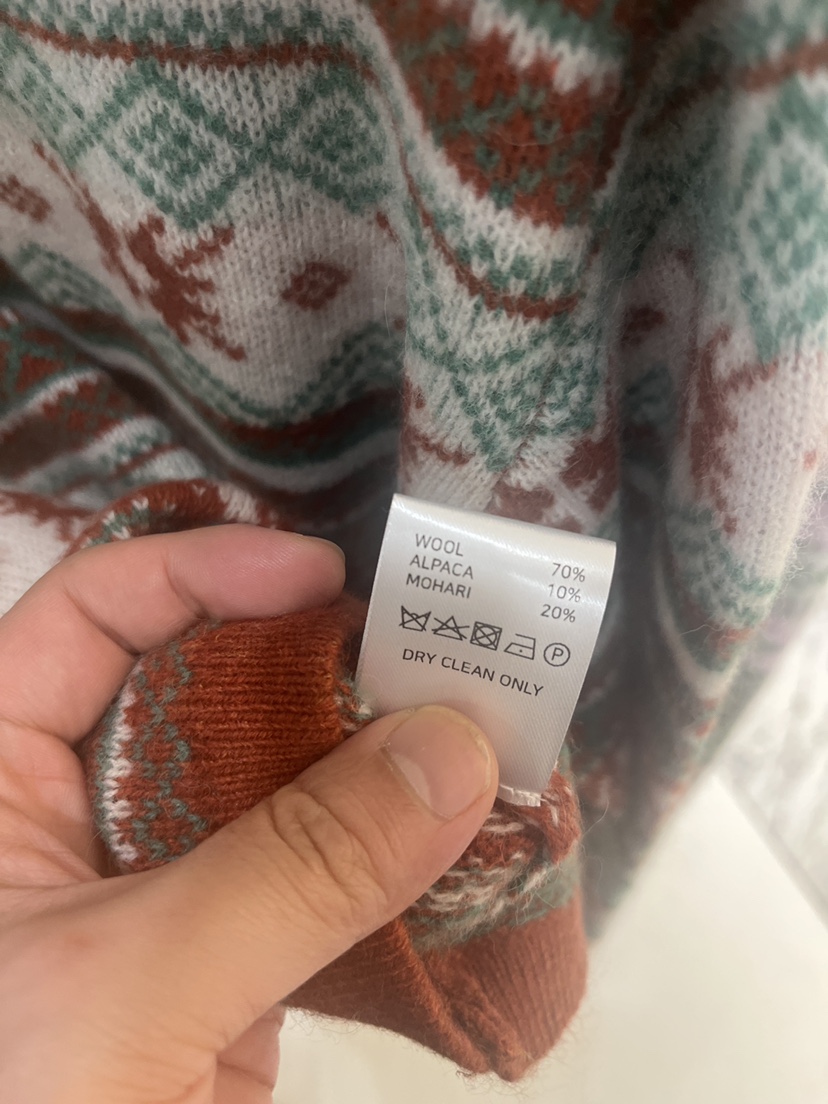 WOOL 70%
ALPACA 10%
MOHARI 20%
P
DRY CLEAN ONLY